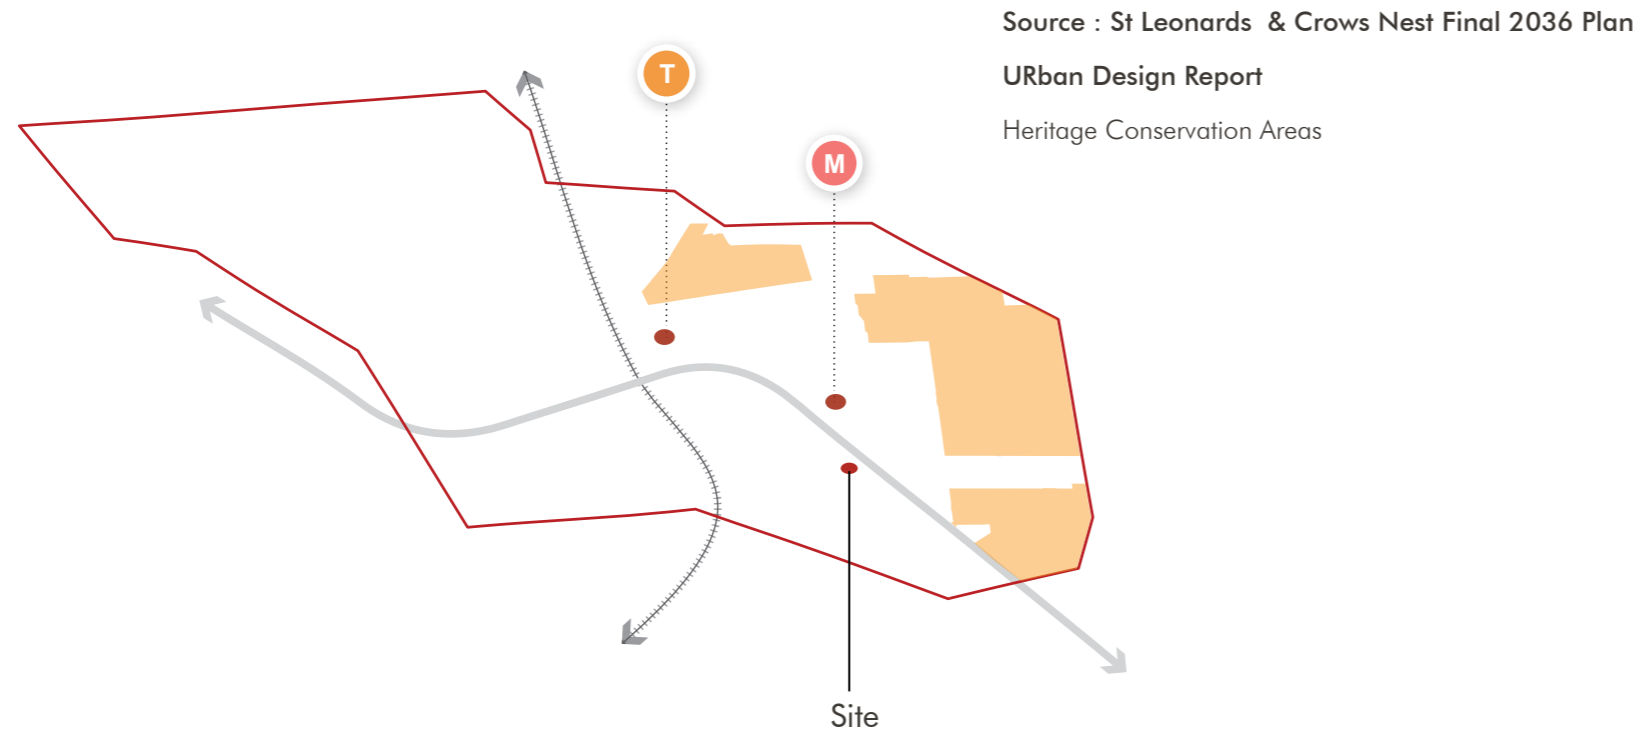 Source : St Leonards & Crows Nest Final 2036 Plan
URban Design Report
Heritage Conservation Areas
T
M
Site